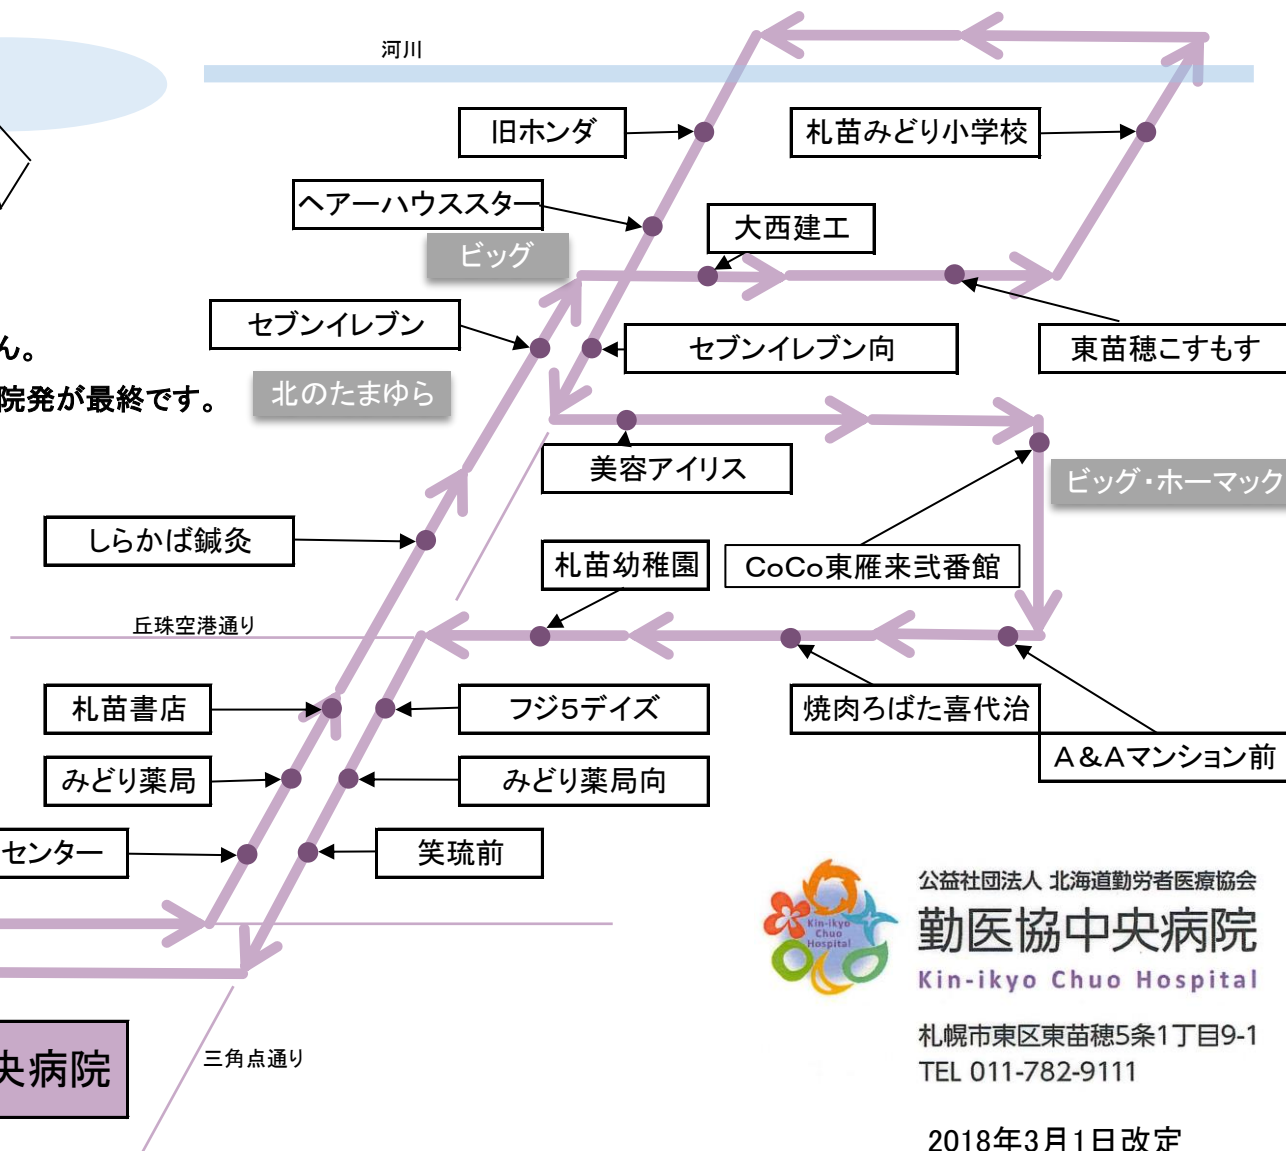 河川
旧ホンダ
札苗みどり小学校
ヘアーハウススター
大西建工
ビッグ
セブンイレブン
セブンイレブン向
東苗穂こすもす
ん。
院発が最終です。
北のたまゆら
美容アイリス
ビッグ・ホーマック
しらかば鍼灸
札苗幼稚園
CoCo東雁来弐番館
丘珠空港通り
札苗書店
フジ5デイズ
焼肉ろばた喜代治
A&Aマンション前
みどり薬局
みどり薬局向
センター
笑琉前
Kin-ikyo
Chuo
Hospital
公益社団法人 北海道勤労者医療協会
勤医協中央病院
Kin-ikyo Chuo Hospital
札幌市東区東苗穂5条1丁目9-1
TEL 011-782-9111
央病院
三角点通り
2018年3月1日改定